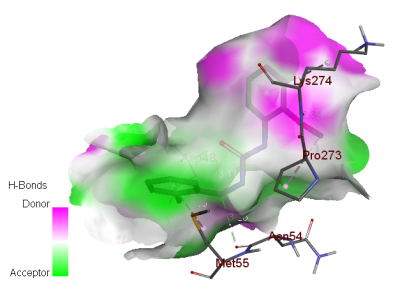 Lys274
Pro273
H-Bonds
Donor
Asn54
Met55
Acceptor